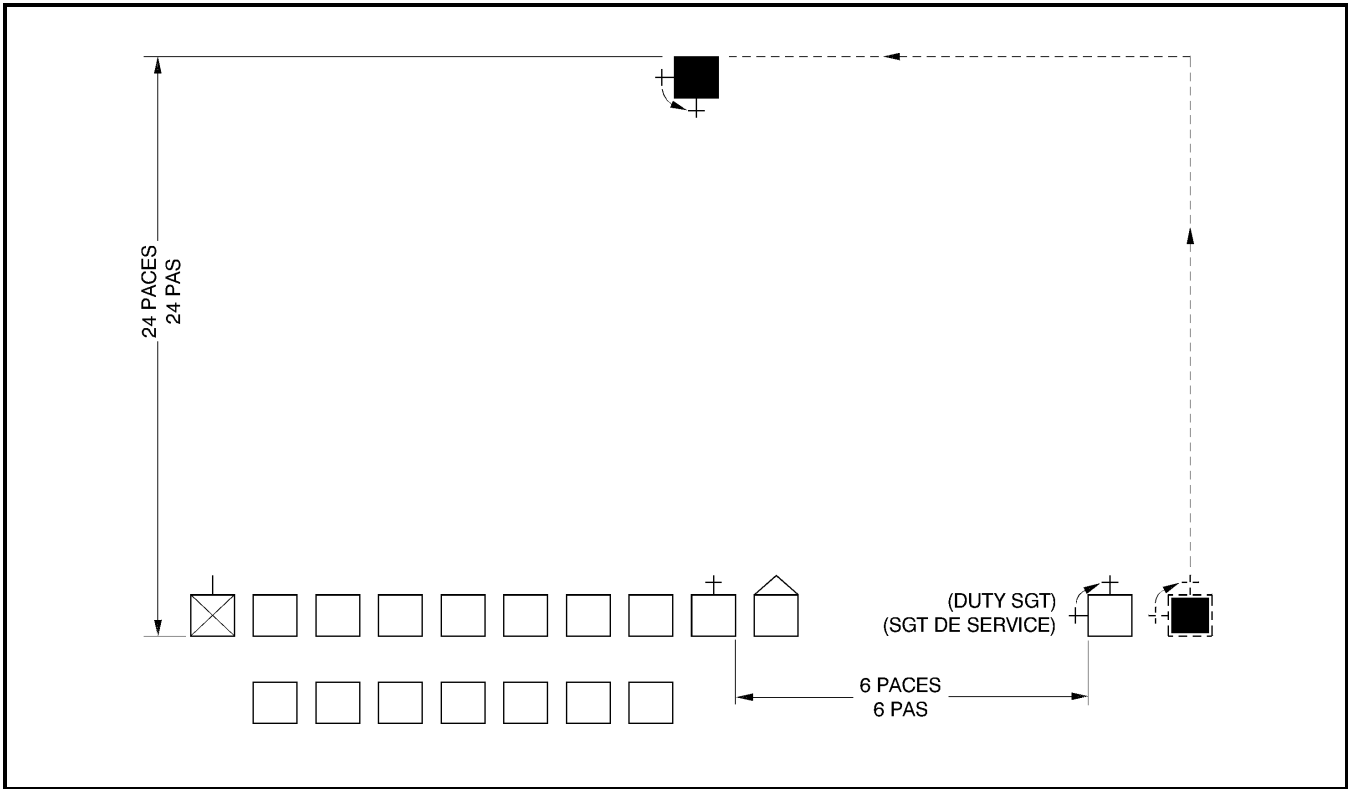 24 PACES
24 PAS
(DUTY SGT)
(SGT DE SERVICE)
6 PACES
6 PAS